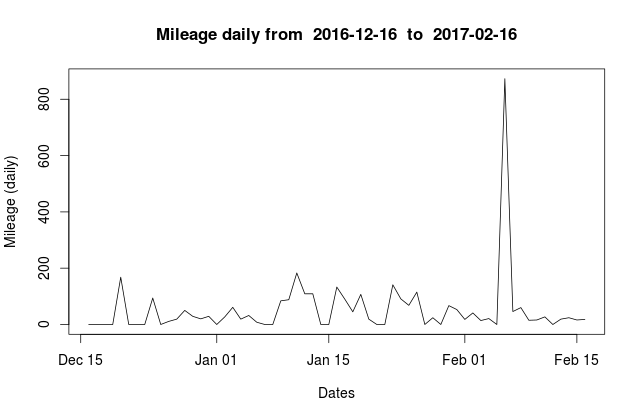 Mileage daily from 2016-12-16 to 2017-02-16
Mileage (daily)
800
600
400
200
0
Dec 15 Jan 01 Jan 15 Feb 01 Feb 15
Dates